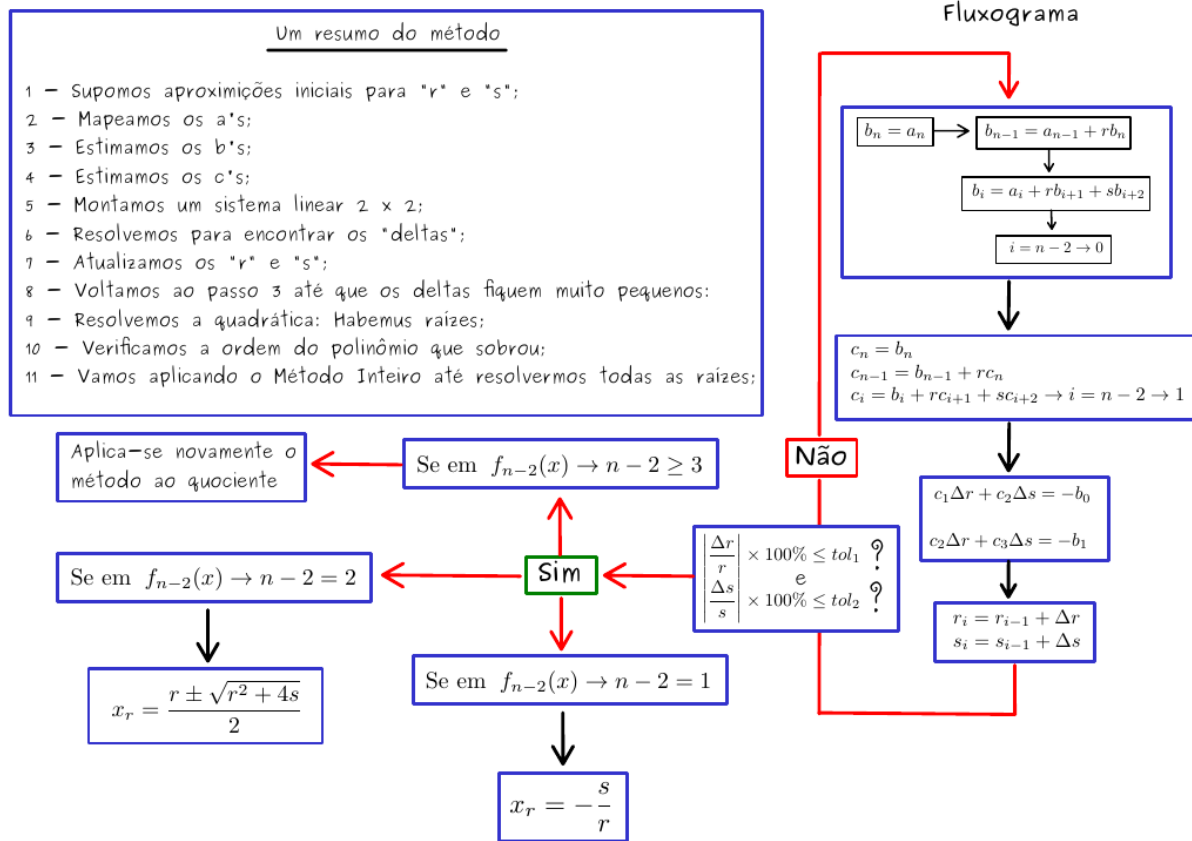 Um resumo do método
1 – Supomos aproximições iniciais para "r" e "s";
2 – Mapeamos os a's;
3 – Estimamos os b's;
4 – Estimamos os c's;
5 – Montamos um sistema linear 2 x 2;
6 – Resolvemos para encontrar os "deltas";
7 – Atualizamos os "r" e "s";
8 – Voltamos ao passo 3 até que os deltas fiquem muito pequenos:
9 – Resolvemos a quadrática: Habemus raízes;
10 – Verificamos a ordem do polinômio que sobrou;
11 – Vamos aplicando o Método Inteiro até resolvermos todas as raízes;
Fluxograma
b_n = a_n
b_{n-1} = a_{n-1} + rb_n
b_i = a_i + rb_{i+1} + sb_{i+2}
i = n − 2 → 0
c_n = b_n
c_{n-1} = b_{n-1} + rc_n
c_i = b_i + rc_{i+1} + sc_{i+2} → i = n − 2 → 1
c_1Δr + c_2Δs = −b_0
c_2Δr + c_3Δs = −b_1
r_i = r_{i-1} + Δr
s_i = s_{i-1} + Δs
|Δr/r| × 100% ≤ tol_1 ?
e
|Δs/s| × 100% ≤ tol_2 ?
Não
Sim
Se em f_{n-2}(x) → n − 2 ≥ 3
Aplica-se novamente o
método ao quociente
Se em f_{n-2}(x) → n − 2 = 2
x_r = (r ± √(r² + 4s))/2
Se em f_{n-2}(x) → n − 2 = 1
x_r = −s/r